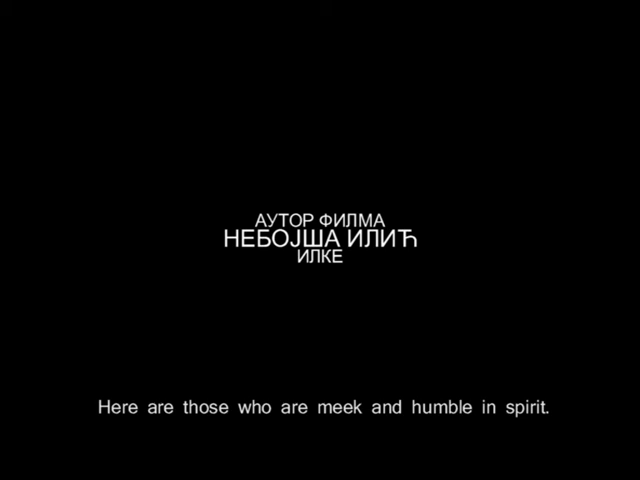 АУТОР ФИЛМА
НЕБОЈША ИЛИЋ
ИЛКЕ
Here are those who are meek and humble in spirit.